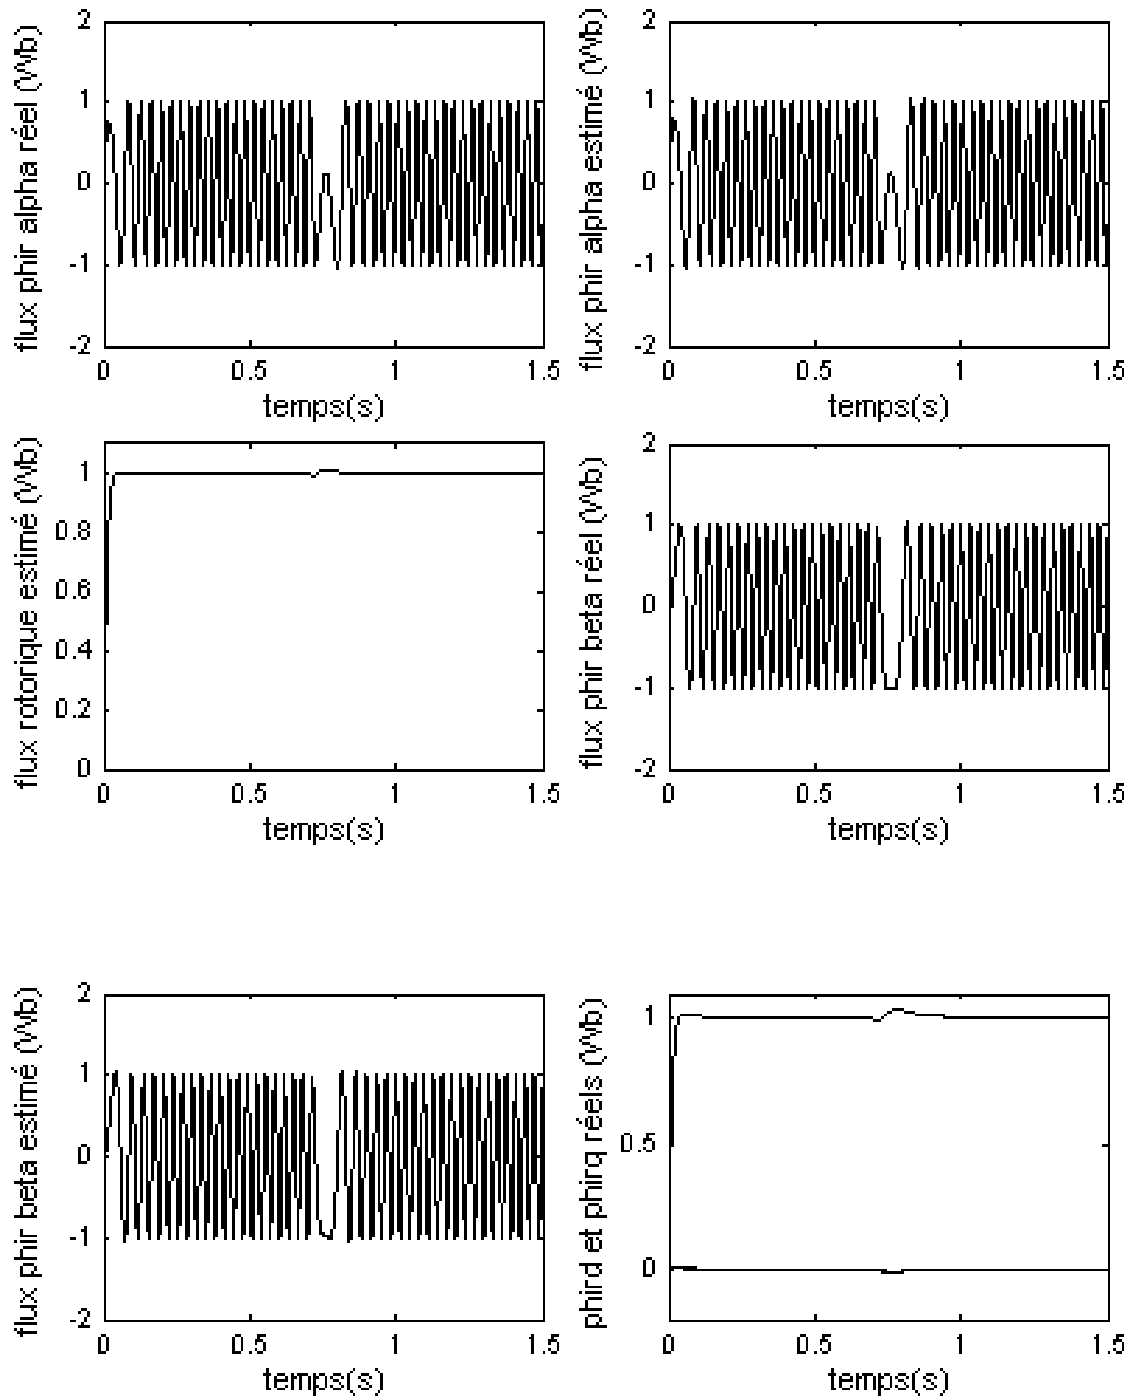 flux phir alpha réel (Wb)
2
1
0
-1
-2
0 0.5 1 1.5
temps(s)
flux phir alpha estimé (Wb)
2
1
0
-1
-2
0 0.5 1 1.5
temps(s)
flux rotorique estimé (Wb)
1
0.8
0.6
0.4
0.2
0
0 0.5 1 1.5
temps(s)
flux phir beta réel (Wb)
2
1
0
-1
-2
0 0.5 1 1.5
temps(s)
flux phir beta estimé (Wb)
2
1
0
-1
-2
0 0.5 1 1.5
temps(s)
phird et phirq réels (Wb)
1
0.5
0
0 0.5 1 1.5
temps(s)